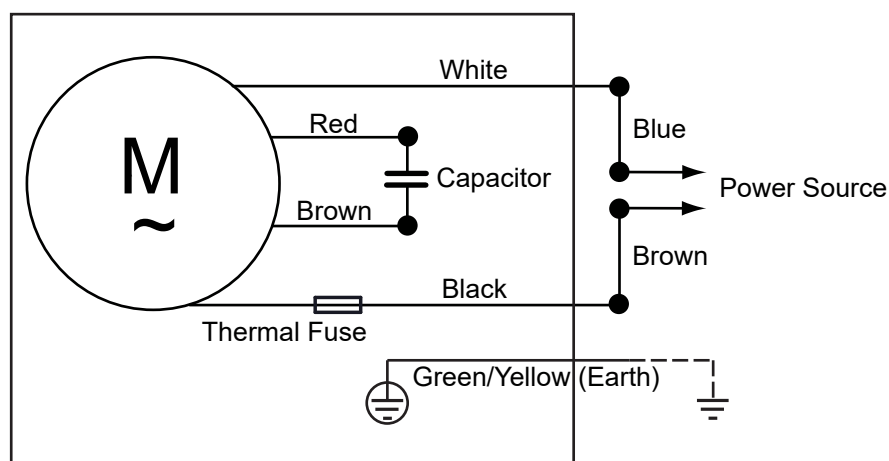 White
Red
Blue
M
~
Capacitor
Power Source
Brown
Brown
Black
Thermal Fuse
Green/Yellow (Earth)